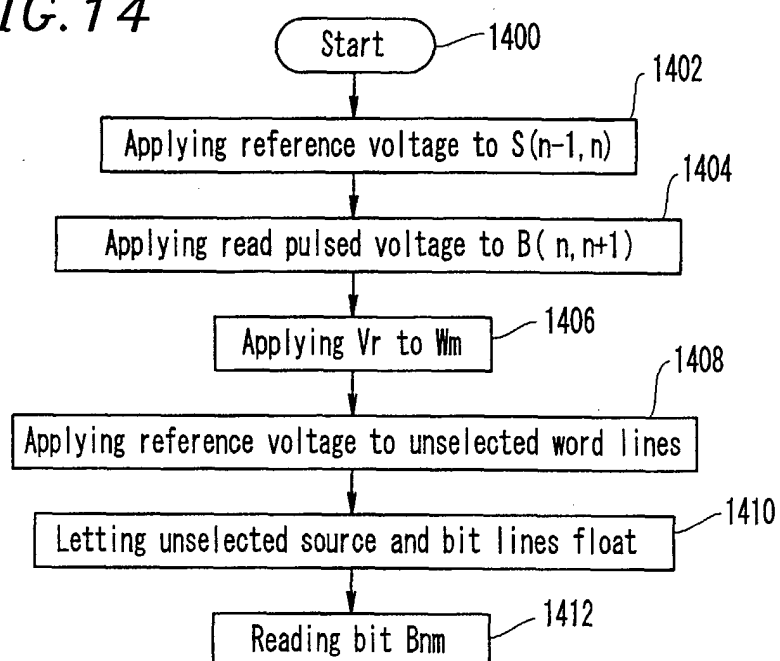 IG.14
Start
1400
1402
Applying reference voltage to S(n-1,n)
1404
Applying read pulsed voltage to B( n,n+1)
1406
Applying Vr to Wm
1408
Applying reference voltage to unselected word lines
1410
Letting unselected source and bit lines float
1412
Reading bit Bnm